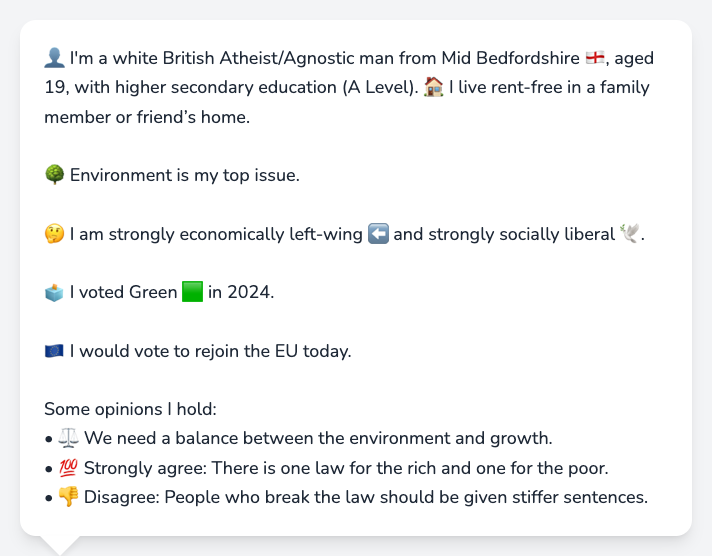 👤 I'm a white British Atheist/Agnostic man from Mid Bedfordshire 🏴󠁧󠁢󠁥󠁮󠁧󠁿, aged
19, with higher secondary education (A Level). 🏠 I live rent-free in a family
member or friend’s home.
🌳 Environment is my top issue.
🤔 I am strongly economically left-wing ⬅️ and strongly socially liberal 🕊️.
🗳️ I voted Green 🟩 in 2024.
🇪🇺 I would vote to rejoin the EU today.
Some opinions I hold:
• ⚖️ We need a balance between the environment and growth.
• 💯 Strongly agree: There is one law for the rich and one for the poor.
• 👎 Disagree: People who break the law should be given stiffer sentences.